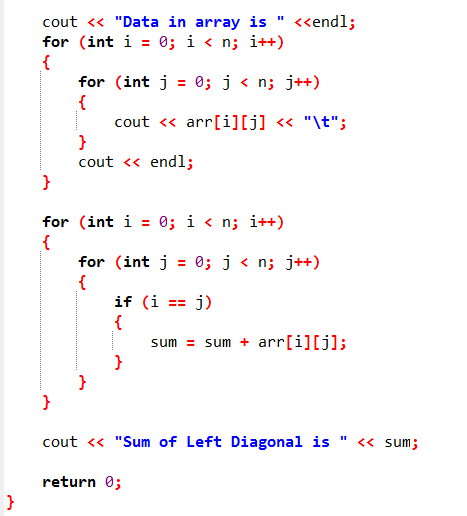 cout << "Data in array is " <<endl;
for (int i = 0; i < n; i++)
{
for (int j = 0; j < n; j++)
{
cout << arr[i][j] << "\t";
}
cout << endl;
}
for (int i = 0; i < n; i++)
{
for (int j = 0; j < n; j++)
{
if (i == j)
{
sum = sum + arr[i][j];
}
}
}
cout << "Sum of Left Diagonal is " << sum;
return 0;
}